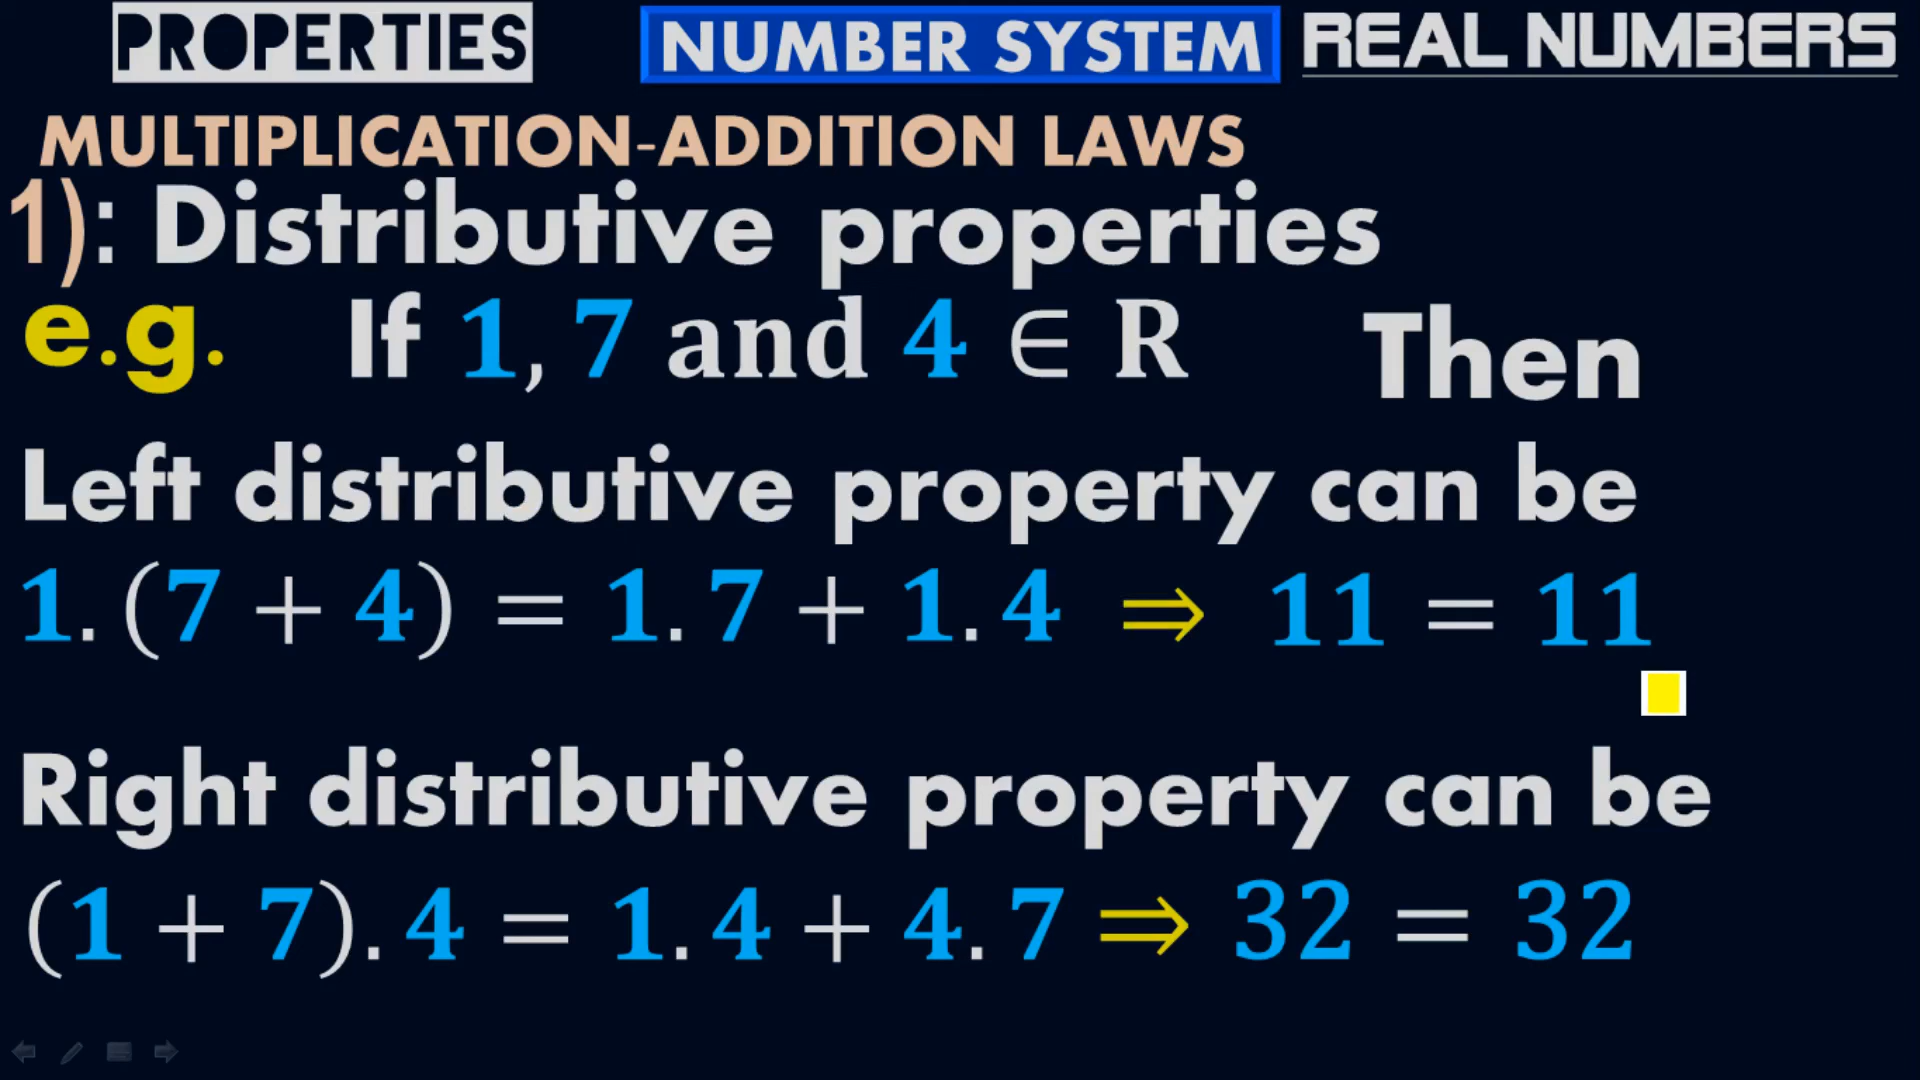 PROPERTIES NUMBER SYSTEM REAL NUMBERS
MULTIPLICATION-ADDITION LAWS
1): Distributive properties
e.g. If 1, 7 and 4 ∈ R Then
Left distributive property can be
1. (7 + 4) = 1. 7 + 1. 4 ⇒ 11 = 11
Right distributive property can be
(1 + 7). 4 = 1. 4 + 4. 7 ⇒ 32 = 32